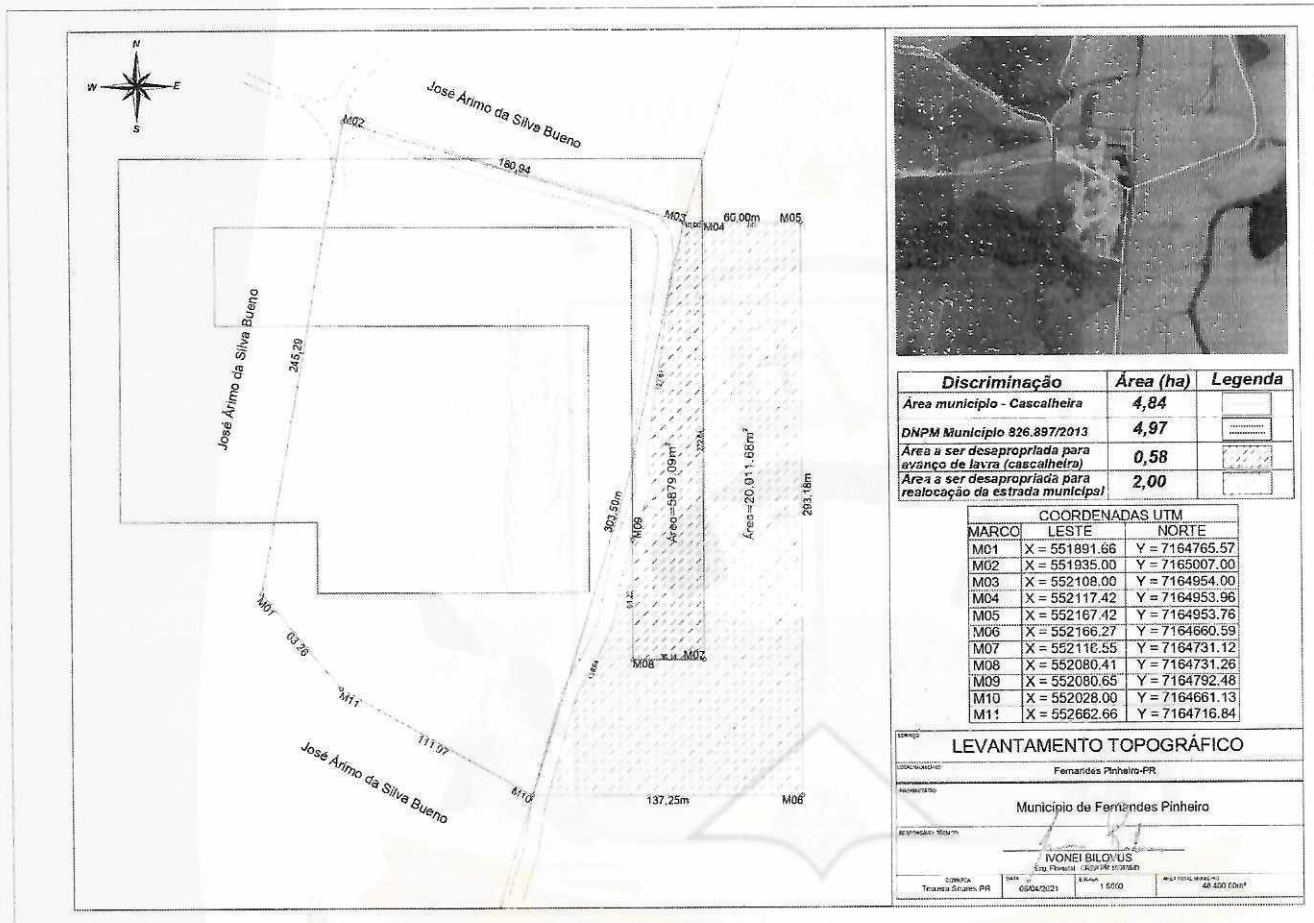 N
W E
S
José Árimo da Silva Bueno
M02
180,94
M03
M04
60,00m
M05
José Árimo da Silva Bueno
245,29
303,50m
M09
Área=5879.09m²
Área=20.011.68m²
293,18m
M01
63,26
M08
M07
M11
111,97
José Árimo da Silva Bueno
M10
137,25m
M06
Discriminação Área (ha) Legenda
Área município - Cascalheira 4,84
DNPM Município 826.897/2013 4,97
Área a ser desapropriada para
avanço de lavra (cascalheira) 0,58
Área a ser desapropriada para
realocação da estrada municipal 2,00
COORDENADAS UTM
MARCO LESTE NORTE
M01 X = 551891.66 Y = 7164765.57
M02 X = 551935.00 Y = 7165007.00
M03 X = 552108.00 Y = 7164954.00
M04 X = 552117.42 Y = 7164953.96
M05 X = 552167.42 Y = 7164953.76
M06 X = 552166.27 Y = 7164660.59
M07 X = 552116.55 Y = 7164731.12
M08 X = 552080.41 Y = 7164731.26
M09 X = 552080.65 Y = 7164792.48
M10 X = 552028.00 Y = 7164661.13
M11 X = 552662.66 Y = 7164716.84
LEVANTAMENTO TOPOGRÁFICO
Fernandes Pinheiro-PR
Município de Fernandes Pinheiro
RESPONSÁVEL TÉCNICO
IVONEI BILOVUS
Eng. Florestal
COMARCA
Teixeira Soares PR
DATA
06/04/2021
ESCALA
1:5000
48.400.00m²